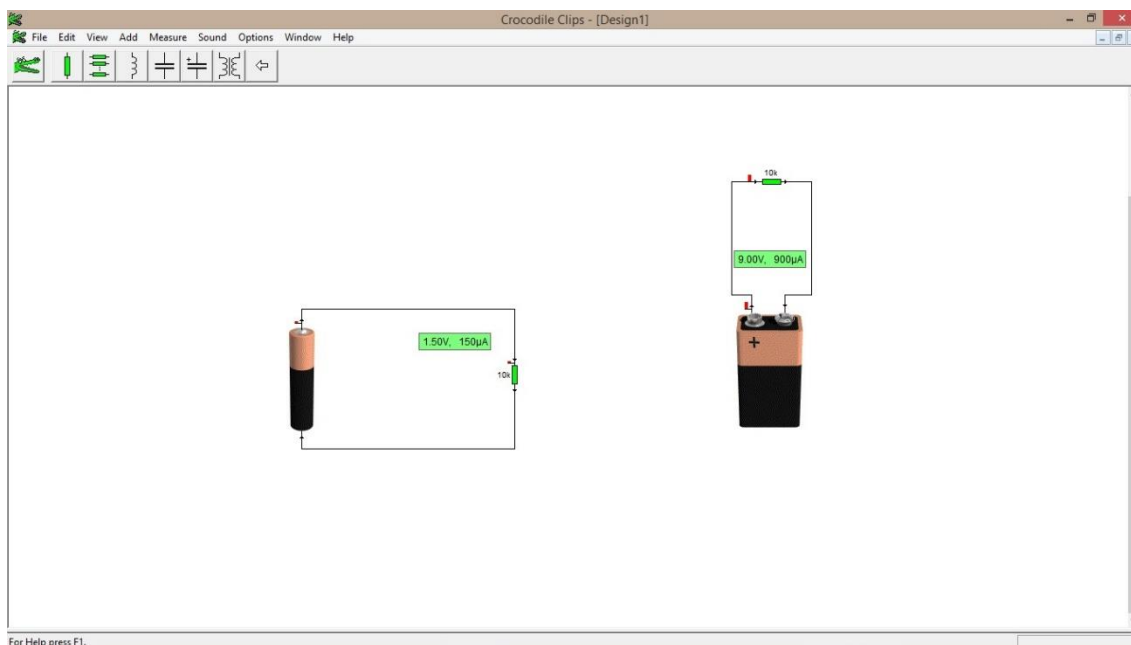 Crocodile Clips - [Design1]
File Edit View Add Measure Sound Options Window Help
10k
9.00V, 900µA
+
1.50V, 150µA
10k
For Help press F1.